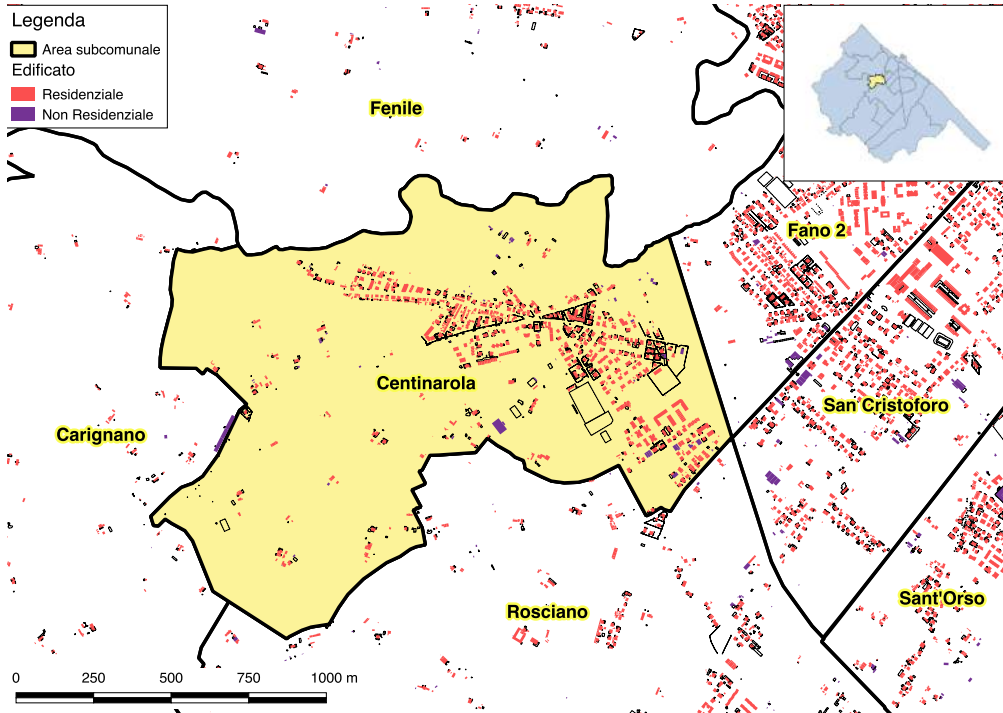 Legenda
Area subcomunale
Edificato
Residenziale
Non Residenziale
Fenile
Fano 2
Centinarola
San Cristoforo
Carignano
Sant'Orso
Rosciano
0 250 500 750 1000 m